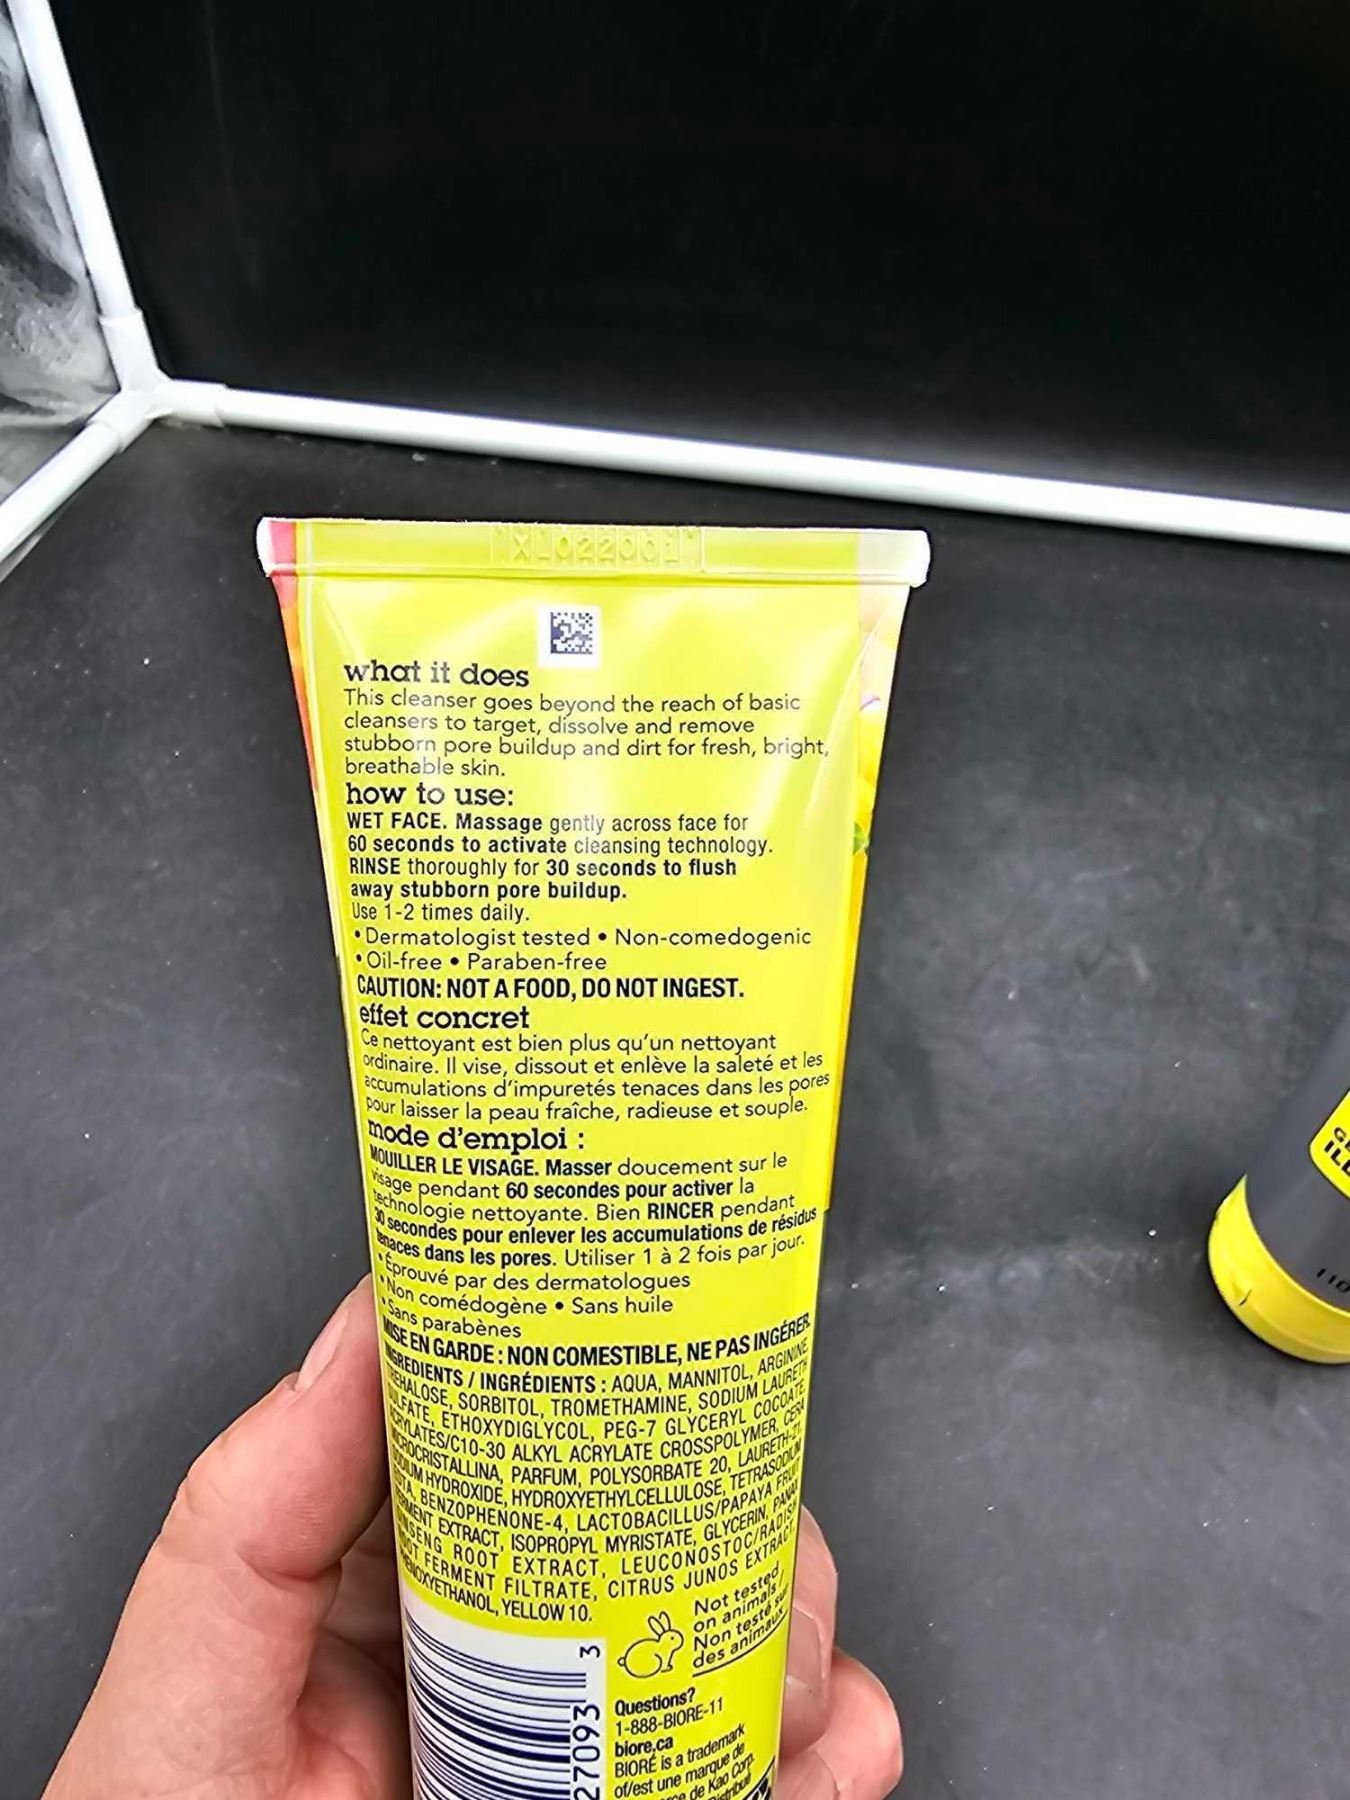 XL022001
what it does
This cleanser goes beyond the reach of basic
cleansers to target, dissolve and remove
stubborn pore buildup and dirt for fresh, bright,
breathable skin.
how to use:
WET FACE. Massage gently across face for
60 seconds to activate cleansing technology.
RINSE thoroughly for 30 seconds to flush
away stubborn pore buildup.
Use 1-2 times daily.
• Dermatologist tested • Non-comedogenic
• Oil-free • Paraben-free
CAUTION: NOT A FOOD, DO NOT INGEST.
effet concret
Ce nettoyant est bien plus qu'un nettoyant
ordinaire. Il vise, dissout et enlève la saleté et les
accumulations d'impuretés tenaces dans les pores
pour laisser la peau fraîche, radieuse et souple.
mode d'emploi :
MOUILLER LE VISAGE. Masser doucement sur le
visage pendant 60 secondes pour activer la
technologie nettoyante. Bien RINCER pendant
30 secondes pour enlever les accumulations de résidus
tenaces dans les pores. Utiliser 1 à 2 fois par jour.
• Éprouvé par des dermatologues
• Non comédogène • Sans huile
• Sans parabènes
MISE EN GARDE : NON COMESTIBLE, NE PAS INGÉRER.
INGREDIENTS / INGRÉDIENTS : AQUA, MANNITOL, ARGININE,
TREHALOSE, SORBITOL, TROMETHAMINE, SODIUM LAURETH
SULFATE, ETHOXYDIGLYCOL, PEG-7 GLYCERYL COCOATE,
ACRYLATES/C10-30 ALKYL ACRYLATE CROSSPOLYMER, CERA
MICROCRISTALLINA, PARFUM, POLYSORBATE 20, LAURETH-21,
SODIUM HYDROXIDE, HYDROXYETHYLCELLULOSE, TETRASODIUM
EDTA, BENZOPHENONE-4, LACTOBACILLUS/PAPAYA FRUIT
FERMENT EXTRACT, ISOPROPYL MYRISTATE, GLYCERIN, PANAX
GINSENG ROOT EXTRACT, LEUCONOSTOC/RADISH
ROOT FERMENT FILTRATE, CITRUS JUNOS EXTRACT,
PHENOXYETHANOL, YELLOW 10.
Not tested
on animals/
Non testé sur
des animaux
27093 3
Questions?
1-888-BIORE-11
biore.ca
BIORÉ is a trademark
of/est une marque de
de Kao Corp.
110